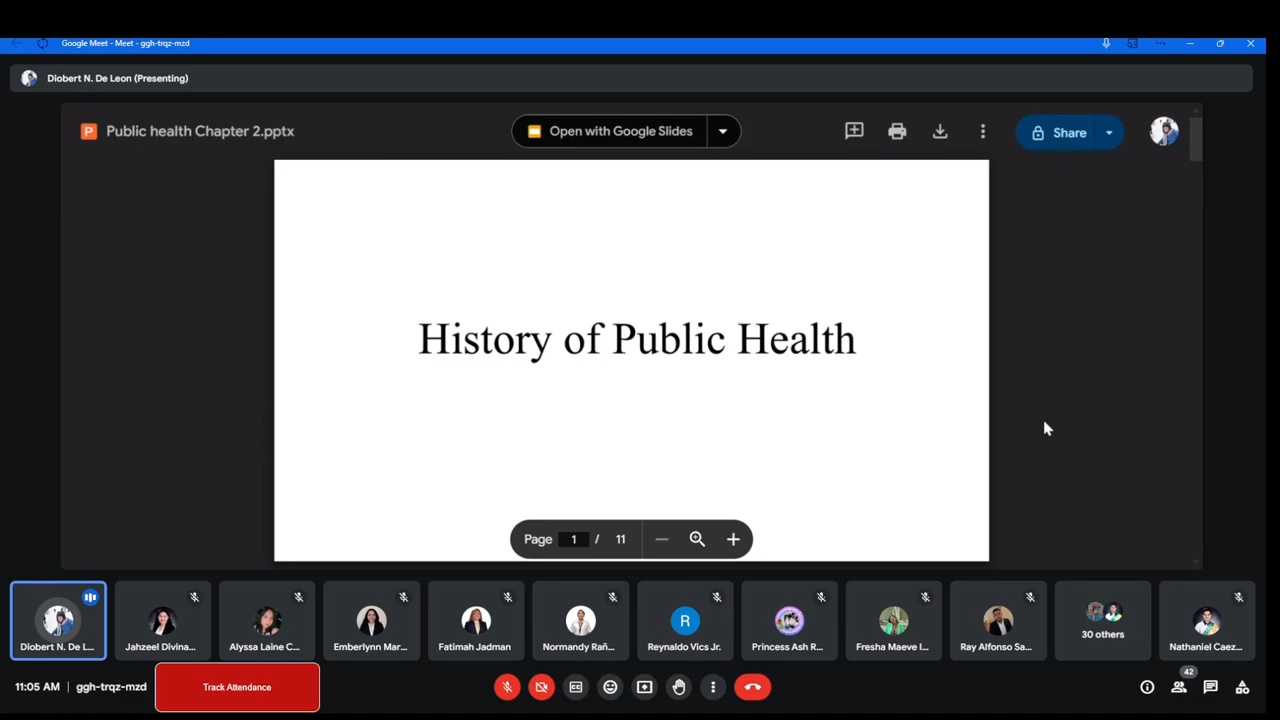 Google Meet - Meet - ggh-trqz-mzd
Diobert N. De Leon (Presenting)
P
Public health Chapter 2.pptx
Open with Google Slides
Share
History of Public Health
Page 1 / 11
Diobert N. De L...
Jahzeel Divina...
Alyssa Laine C...
Emberlynn Mar...
Fatimah Jadman
Normandy Rañ...
R
Reynaldo Vics Jr.
Princess Ash R...
Fresha Maeve I...
Ray Alfonso Sa...
30 others
Nathaniel Caez...
11:05 AM | ggh-trqz-mzd
Track Attendance
42